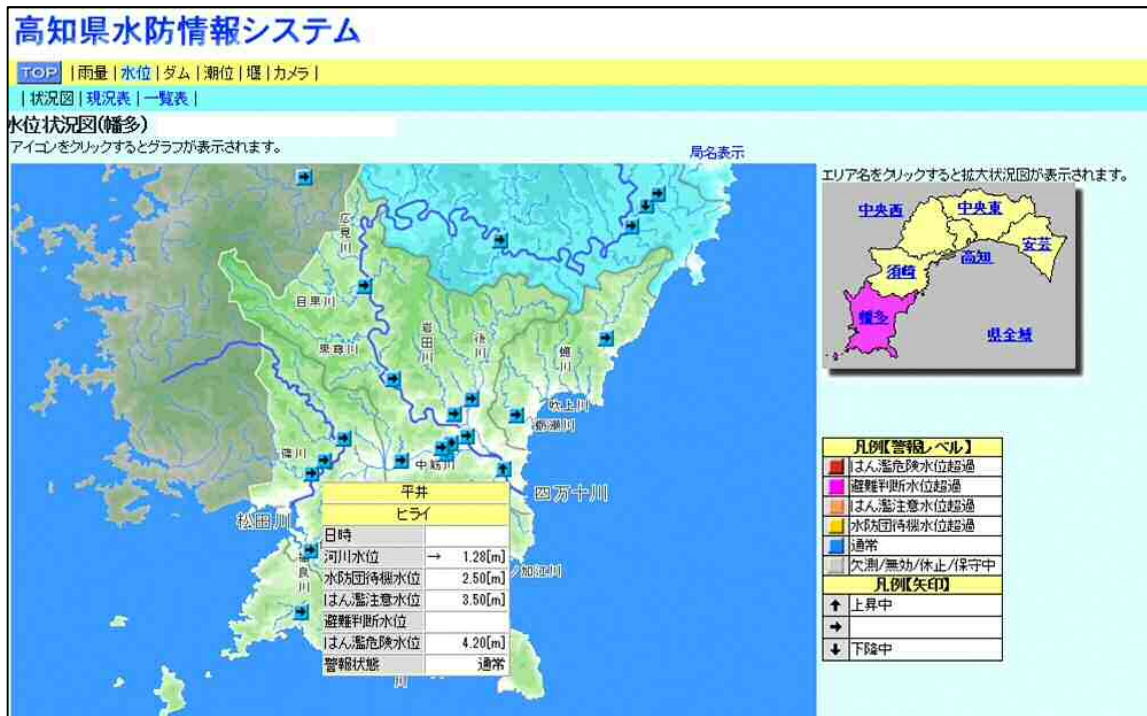 高知県水防情報システム
TOP |雨量|水位|ダム|潮位|堰|カメラ|
|状況図|現況表|一覧表|
水位状況図(幡多)
アイコンをクリックするとグラフが表示されます。
局名表示
エリア名をクリックすると拡大状況図が表示されます。
中央西
中央東
安芸
高知
須崎
幡多
県全域
広見川
目黒川
黒尊川
岩田川
後川
蜷川
吹上川
蛎瀬川
篠川
中筋川
四万十川
松田川
福良川
加江川
川
平井
ヒライ
日時
河川水位 → 1.28[m]
水防団待機水位 2.50[m]
はん濫注意水位 3.50[m]
避難判断水位
はん濫危険水位 4.20[m]
警報状態 通常
凡例【警報レベル】
はん濫危険水位超過
避難判断水位超過
はん濫注意水位超過
水防団待機水位超過
通常
欠測/無効/休止/保守中
凡例【矢印】
↑ 上昇中
→
↓ 下降中